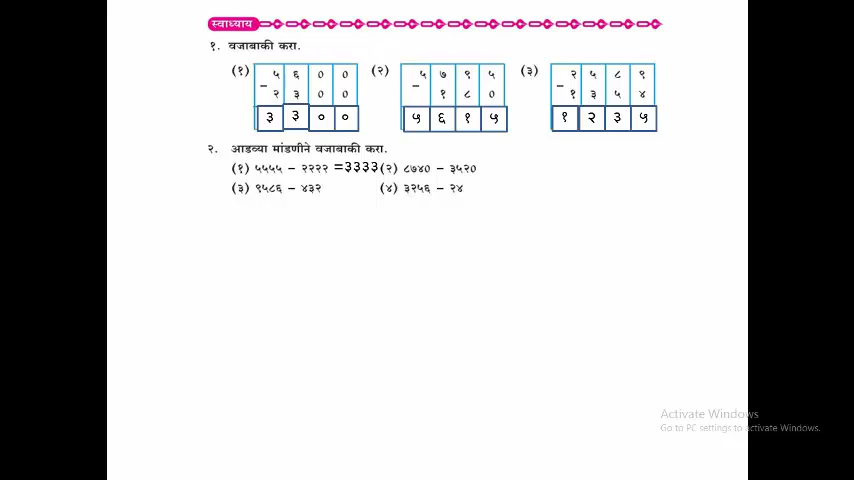 स्वाध्याय
१. वजाबाकी करा.
(१) ५ ६ ० ० (२) ५ ७ ९ ५ (३) २ ५ ८ ९
- २ ३ ० ० - १ ८ ० - १ ३ ५ ४
३ ३ ० ० ५ ६ १ ५ १ २ ३ ५
२. आडव्या मांडणीने वजाबाकी करा.
(१) ५५५५ - २२२२ =३३३३ (२) ८७४० - ३५२०
(३) ९५८६ - ४३२ (४) ३२५६ - २४
Activate Windows
Go to PC settings to activate Windows.